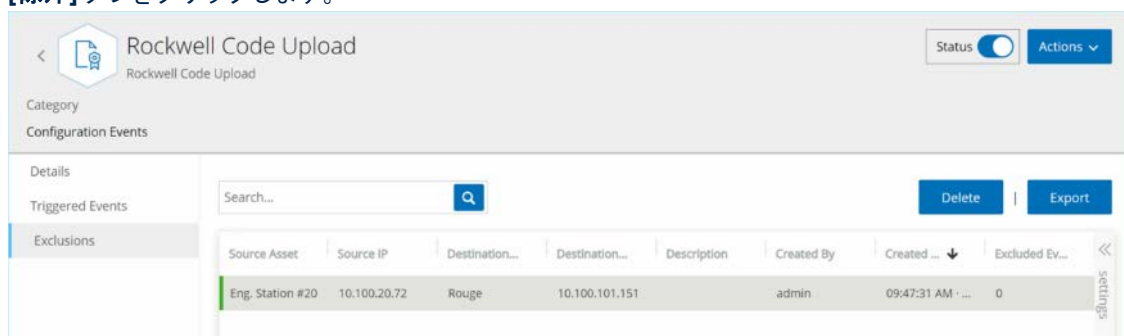 Rockwell Code Upload
Status
Actions
Rockwell Code Upload
Category
Configuration Events
Details
Triggered Events
Exclusions
Search...
Delete | Export
Source Asset Source IP Destination... Destination... Description Created By Created ... Excluded Ev...
Eng. Station #20 10.100.20.72 Rouge 10.100.101.151 admin 09:47:31 AM · ... 0
settings